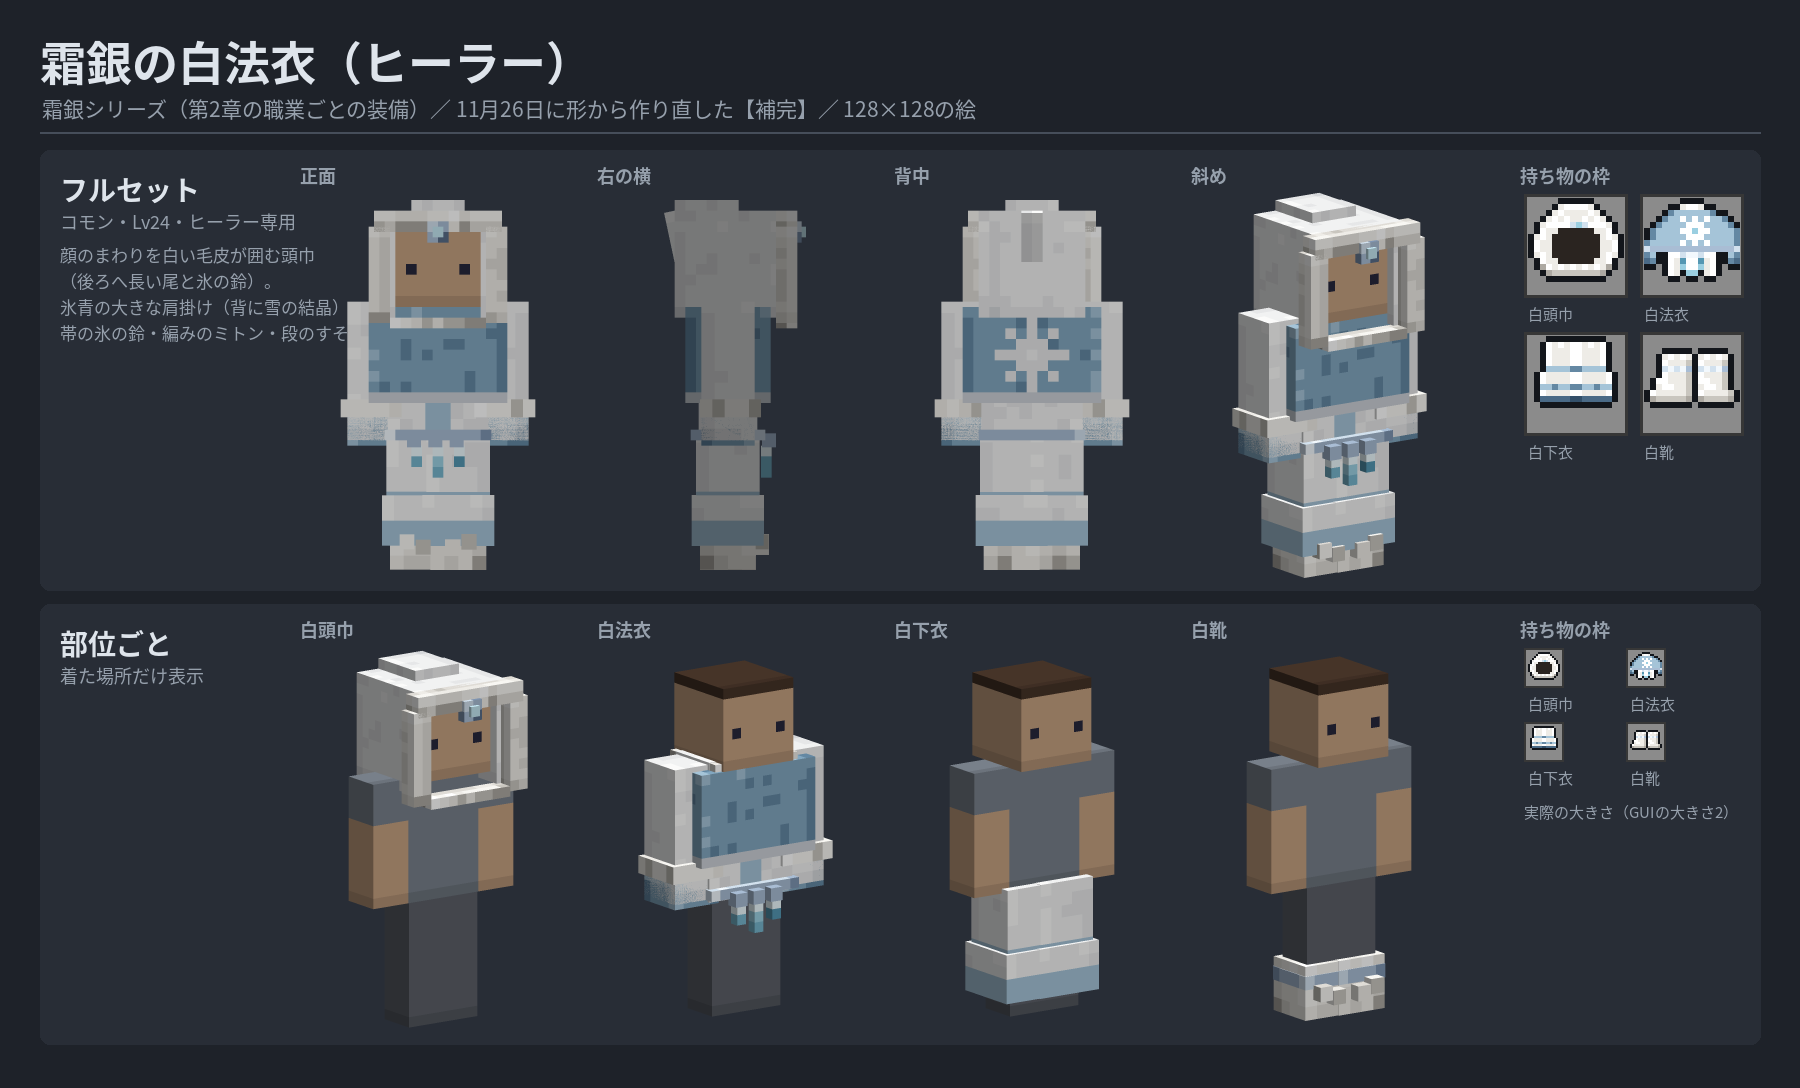 霜銀の白法衣（ヒーラー）
霜銀シリーズ（第2章の職業ごとの装備）／ 11月26日に形から作り直した【補完】／ 128×128の絵
フルセット
コモン・Lv24・ヒーラー専用
顔のまわりを白い毛皮が囲む頭巾
（後ろへ長い尾と氷の鈴）。
氷青の大きな肩掛け（背に雪の結晶）
帯の氷の鈴・編みのミトン・段のすそ
正面
右の横
背中
斜め
持ち物の枠
白頭巾
白法衣
白下衣
白靴
部位ごと
着た場所だけ表示
白頭巾
白法衣
白下衣
白靴
持ち物の枠
白頭巾
白法衣
白下衣
白靴
実際の大きさ（GUIの大きさ2）